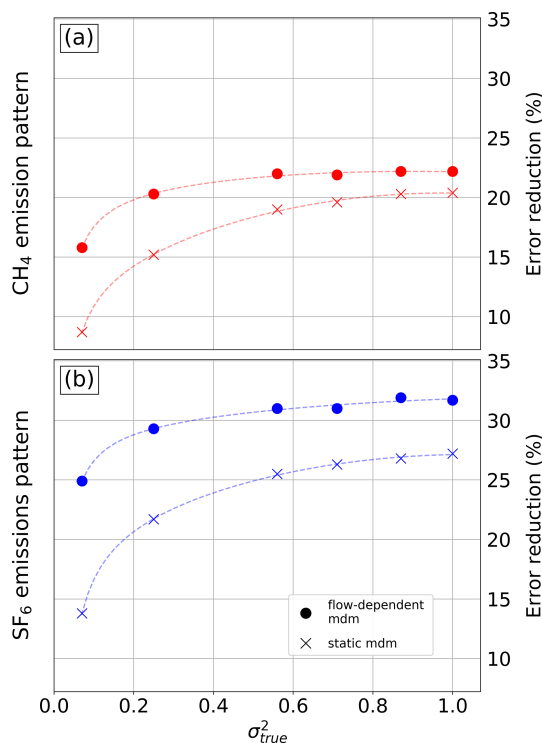 (a)
CH₄ emission pattern
35
30
25
20
15
10
Error reduction (%)
(b)
SF₆ emissions pattern
35
30
25
20
15
10
Error reduction (%)
flow-dependent
mdm
static mdm
0.0 0.2 0.4 0.6 0.8 1.0
σ²true